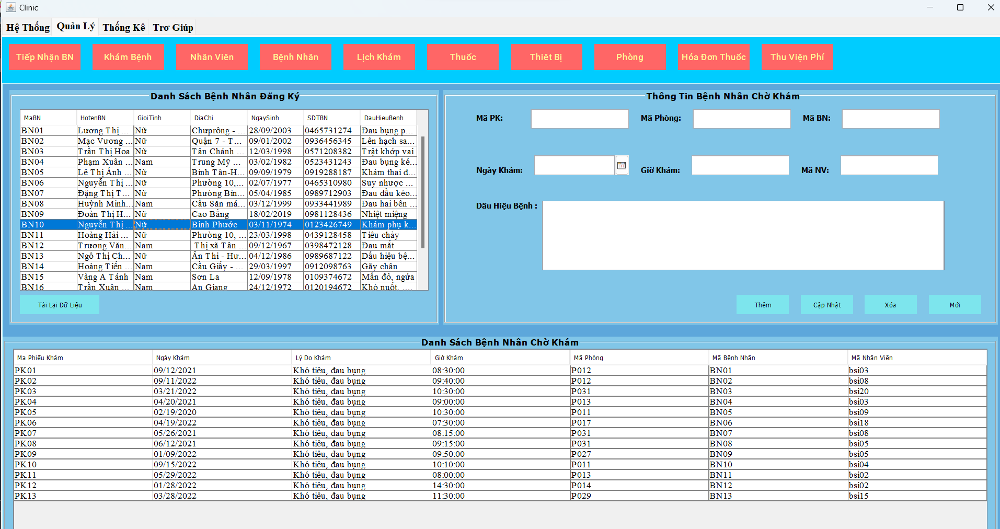 Clinic
Hệ Thống Quản Lý Thống Kê Trơ Giúp
Tiếp Nhận BN Khám Bệnh Nhân Viên Bệnh Nhân Lịch Khám Thuốc Thiêt Bị Phòng Hóa Đơn Thuốc Thu Viện Phí
Danh Sách Bệnh Nhân Đăng Ký
MaBN HotenBN GioiTinh DiaChi NgaySinh SDTBN DauHieuBenh
BN01 Lương Thị ... Nữ Chưprông - ... 28/09/2003 0465731274 Đau bụng p...
BN02 Mạc Vương ... Nữ Quận 7 - T... 09/01/2002 0936456345 Lên hạch sa...
BN03 Trần Thị Hoa Nữ Tân Chánh ... 12/03/1998 0571208382 Trật khớp vai
BN04 Phạm Xuân ... Nam Trung Mỹ ... 03/02/1982 0523431243 Đau bụng ké...
BN05 Lê Thị Ánh ... Nữ Bình Tân-H... 09/09/1979 0919288187 Khám thai đ...
BN06 Nguyễn Thị ... Nữ Phường 10,... 02/07/1977 0465310980 Suy nhược ...
BN07 Đặng Thị T... Nữ Phường Bìn... 05/04/1985 0989712903 Đau đầu kéo...
BN08 Huỳnh Minh... Nam Cầu Săn má... 03/12/1999 0933441989 Đau hai bên ...
BN09 Đoàn Thị H... Nữ Cao Bằng 18/02/2019 0981128436 Nhiệt miệng
BN10 Nguyễn Thị ... Nữ Bình Phước 03/11/1974 0123426749 Khám phụ k...
BN11 Hoàng Hải ... Nữ Phường 10, ... 23/03/1998 0439128458 Tiêu chảy
BN12 Trương Văn... Nam Thị xã Tân ... 09/12/1967 0398472128 Đau mắt
BN13 Ngô Thị Ch... Nữ Ân Thi - Hư... 04/12/1986 0989687122 Dấu hiệu bệ...
BN14 Hoàng Tiến ... Nam Cầu Giấy - ... 29/03/1997 0912098763 Gãy chân
BN15 Vàng A Tánh Nam Sơn La 12/09/1978 0109374672 Mẩn đỏ, ngứa
BN16 Trần Xuân ... Nam An Giang 24/12/1972 0120194672 Khó nuốt, ....
Tải Lại Dữ Liệu
Thông Tin Bệnh Nhân Chờ Khám
Mã PK: Mã Phòng: Mã BN:
Ngày Khám: Giờ Khám: Mã NV:
Dấu Hiệu Bệnh :
Thêm Cập Nhật Xóa Mới
Danh Sách Bệnh Nhân Chờ Khám
Ma Phiếu Khám Ngày Khám Lý Do Khám Giờ Khám Mã Phòng Mã Bệnh Nhân Mã Nhân Viên
PK01 09/12/2021 Khó tiêu, đau bụng 08:30:00 P012 BN01 bsi03
PK02 09/11/2022 Khó tiêu, đau bụng 09:40:00 P012 BN02 bsi08
PK03 03/21/2022 Khó tiêu, đau bụng 10:30:00 P031 BN03 bsi20
PK04 04/20/2021 Khó tiêu, đau bụng 09:00:00 P013 BN04 bsi03
PK05 02/19/2020 Khó tiêu, đau bụng 10:30:00 P011 BN05 bsi09
PK06 04/19/2022 Khó tiêu, đau bụng 07:30:00 P017 BN06 bsi18
PK07 05/26/2021 Khó tiêu, đau bụng 08:15:00 P031 BN07 bsi08
PK08 06/12/2021 Khó tiêu, đau bụng 09:15:00 P031 BN08 bsi05
PK09 01/09/2022 Khó tiêu, đau bụng 09:50:00 P027 BN09 bsi05
PK10 09/15/2022 Khó tiêu, đau bụng 10:10:00 P011 BN10 bsi04
PK11 05/29/2022 Khó tiêu, đau bụng 08:00:00 P013 BN11 bsi02
PK12 01/28/2022 Khó tiêu, đau bụng 14:30:00 P014 BN12 bsi02
PK13 03/28/2022 Khó tiêu, đau bụng 11:30:00 P029 BN13 bsi15